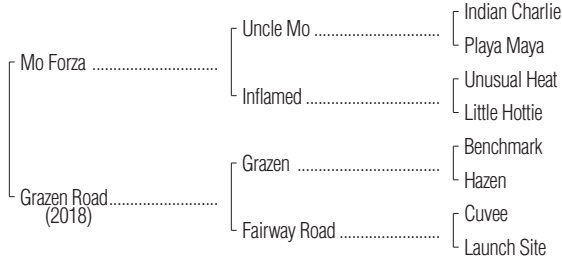 Indian Charlie
Uncle Mo ................................
Playa Maya
Mo Forza ................................
Unusual Heat
Inflamed ..................................
Little Hottie
Benchmark
Grazen ....................................
Hazen
Grazen Road...........................
(2018)
Cuvee
Fairway Road .........................
Launch Site